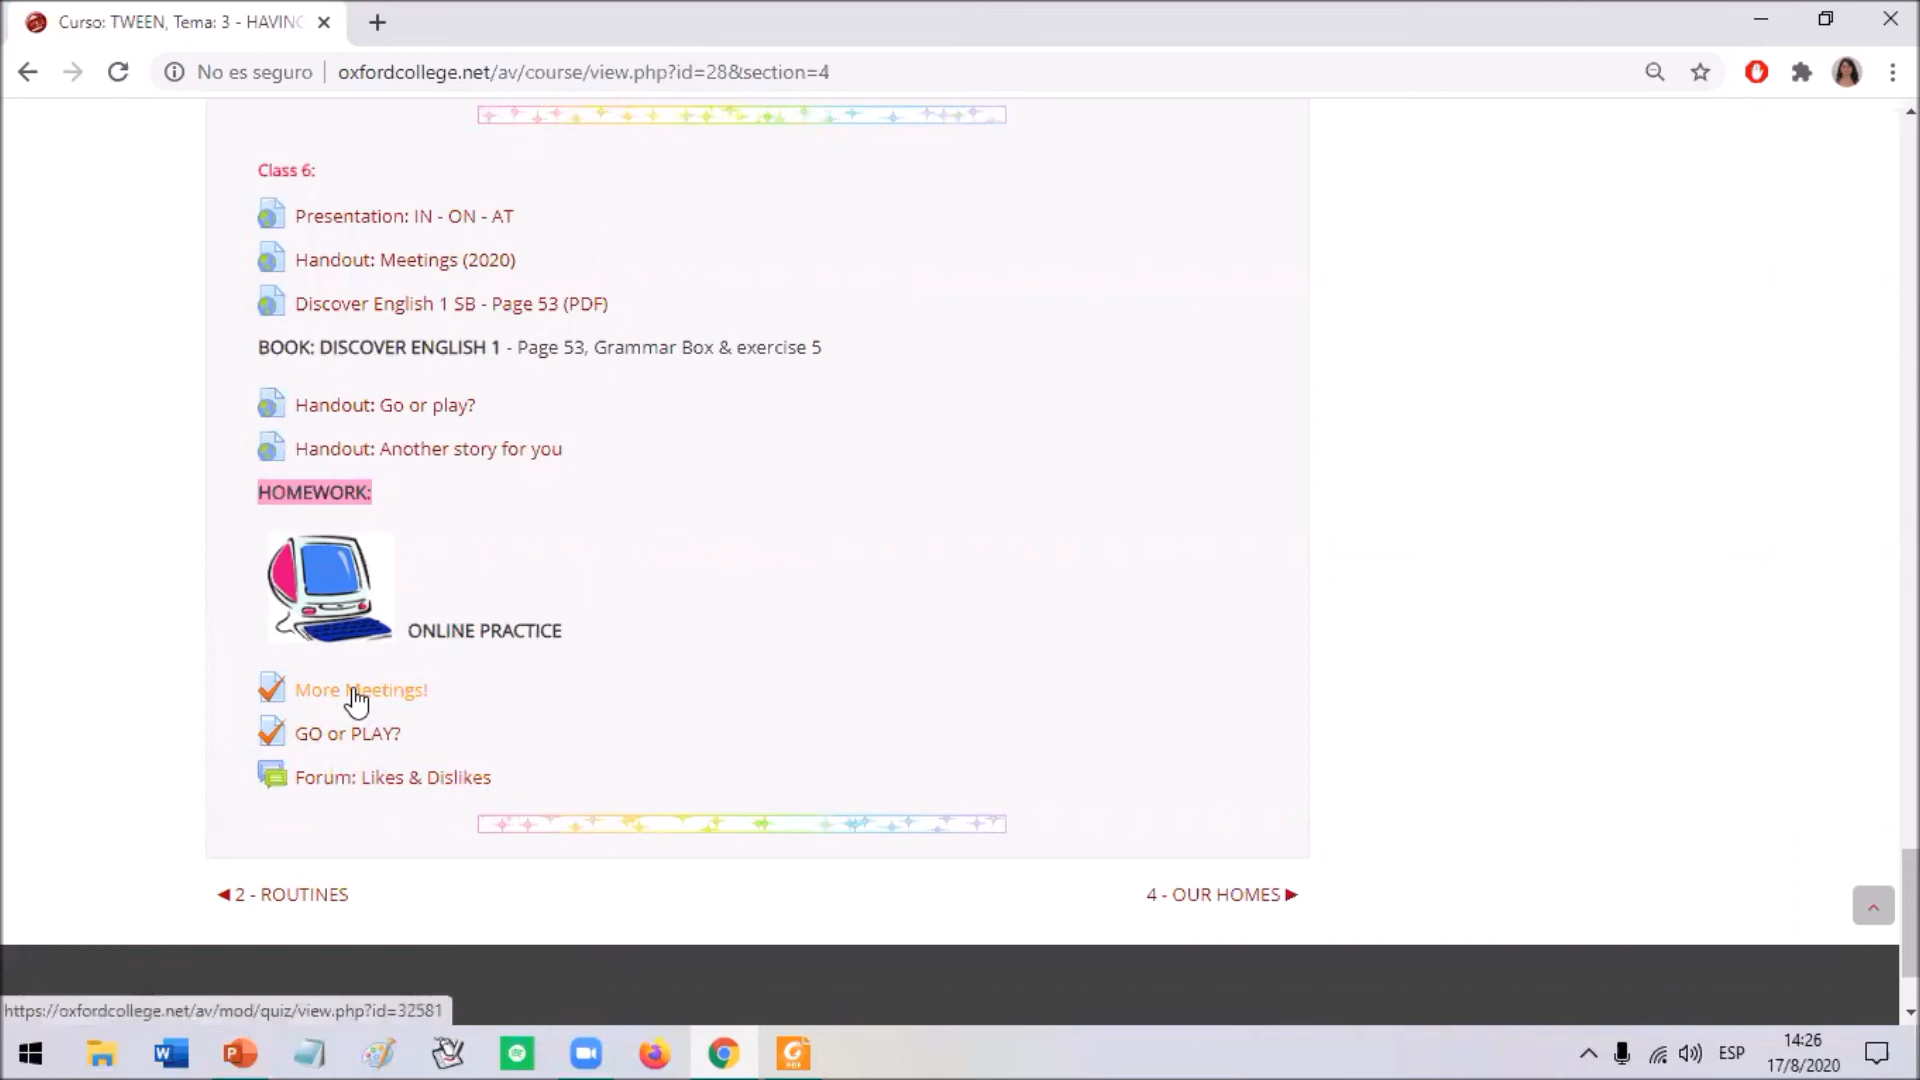 Curso: TWEEN, Tema: 3 - HAVING
No es seguro
oxfordcollege.net/av/course/view.php?id=28&section=4
Class 6:
Presentation: IN - ON - AT
Handout: Meetings (2020)
Discover English 1 SB - Page 53 (PDF)
BOOK: DISCOVER ENGLISH 1 - Page 53, Grammar Box & exercise 5
Handout: Go or play?
Handout: Another story for you
HOMEWORK:
ONLINE PRACTICE
More Meetings!
GO or PLAY?
Forum: Likes & Dislikes
◀ 2 - ROUTINES
4 - OUR HOMES ▶
https://oxfordcollege.net/av/mod/quiz/view.php?id=32581
ESP
14:26
17/8/2020